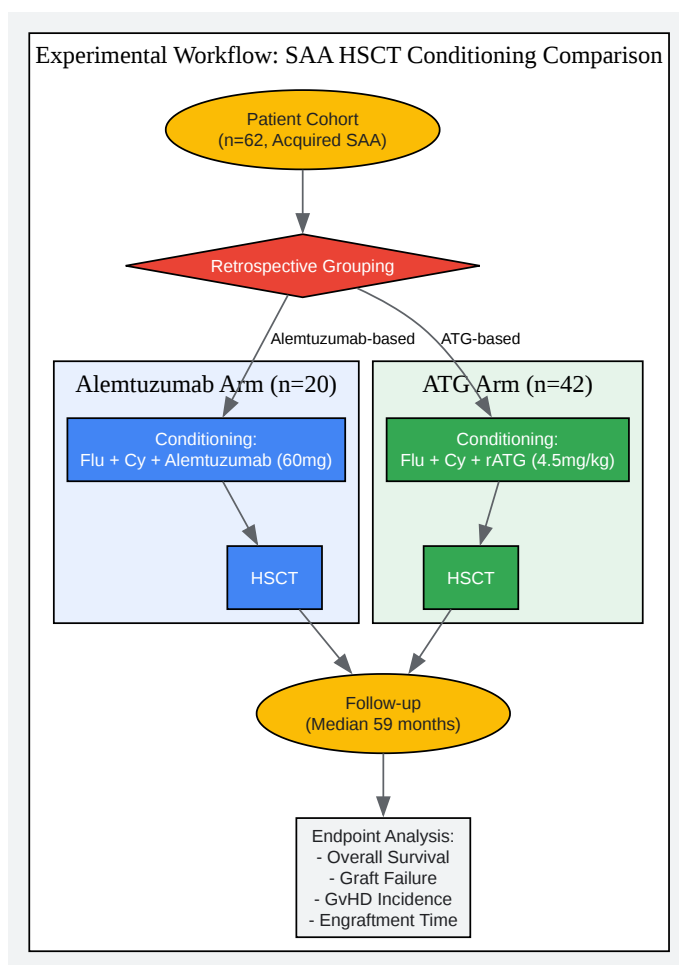 Experimental Workflow: SAA HSCT Conditioning Comparison
Patient Cohort
(n=62, Acquired SAA)
Retrospective Grouping
Alemtuzumab-based
ATG-based
Alemtuzumab Arm (n=20)
ATG Arm (n=42)
Conditioning:
Flu + Cy + Alemtuzumab (60mg)
Conditioning:
Flu + Cy + rATG (4.5mg/kg)
HSCT
HSCT
Follow-up
(Median 59 months)
Endpoint Analysis:
- Overall Survival
- Graft Failure
- GvHD Incidence
- Engraftment Time